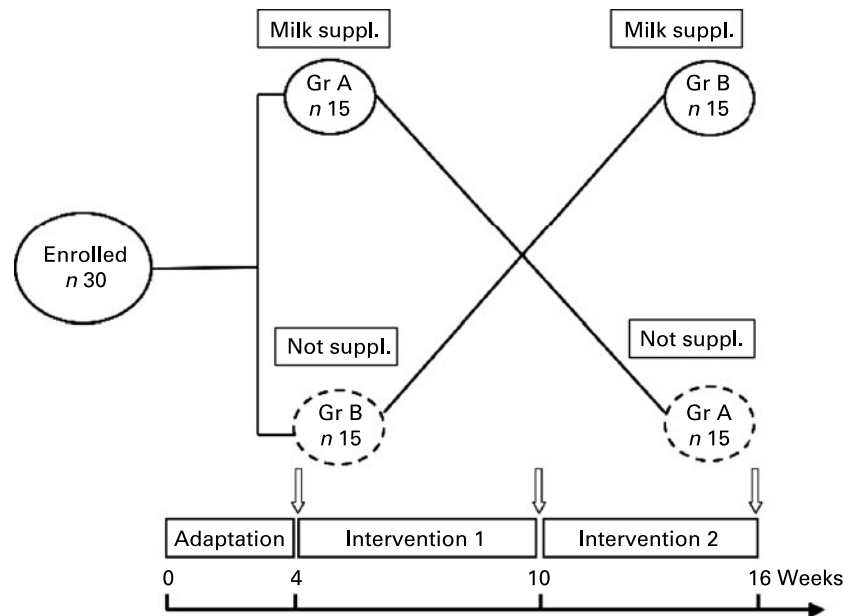 Milk suppl.
Milk suppl.
Gr A
n 15
Gr B
n 15
Enrolled
n 30
Not suppl.
Not suppl.
Gr B
n 15
Gr A
n 15
Adaptation
Intervention 1
Intervention 2
0
4
10
16 Weeks